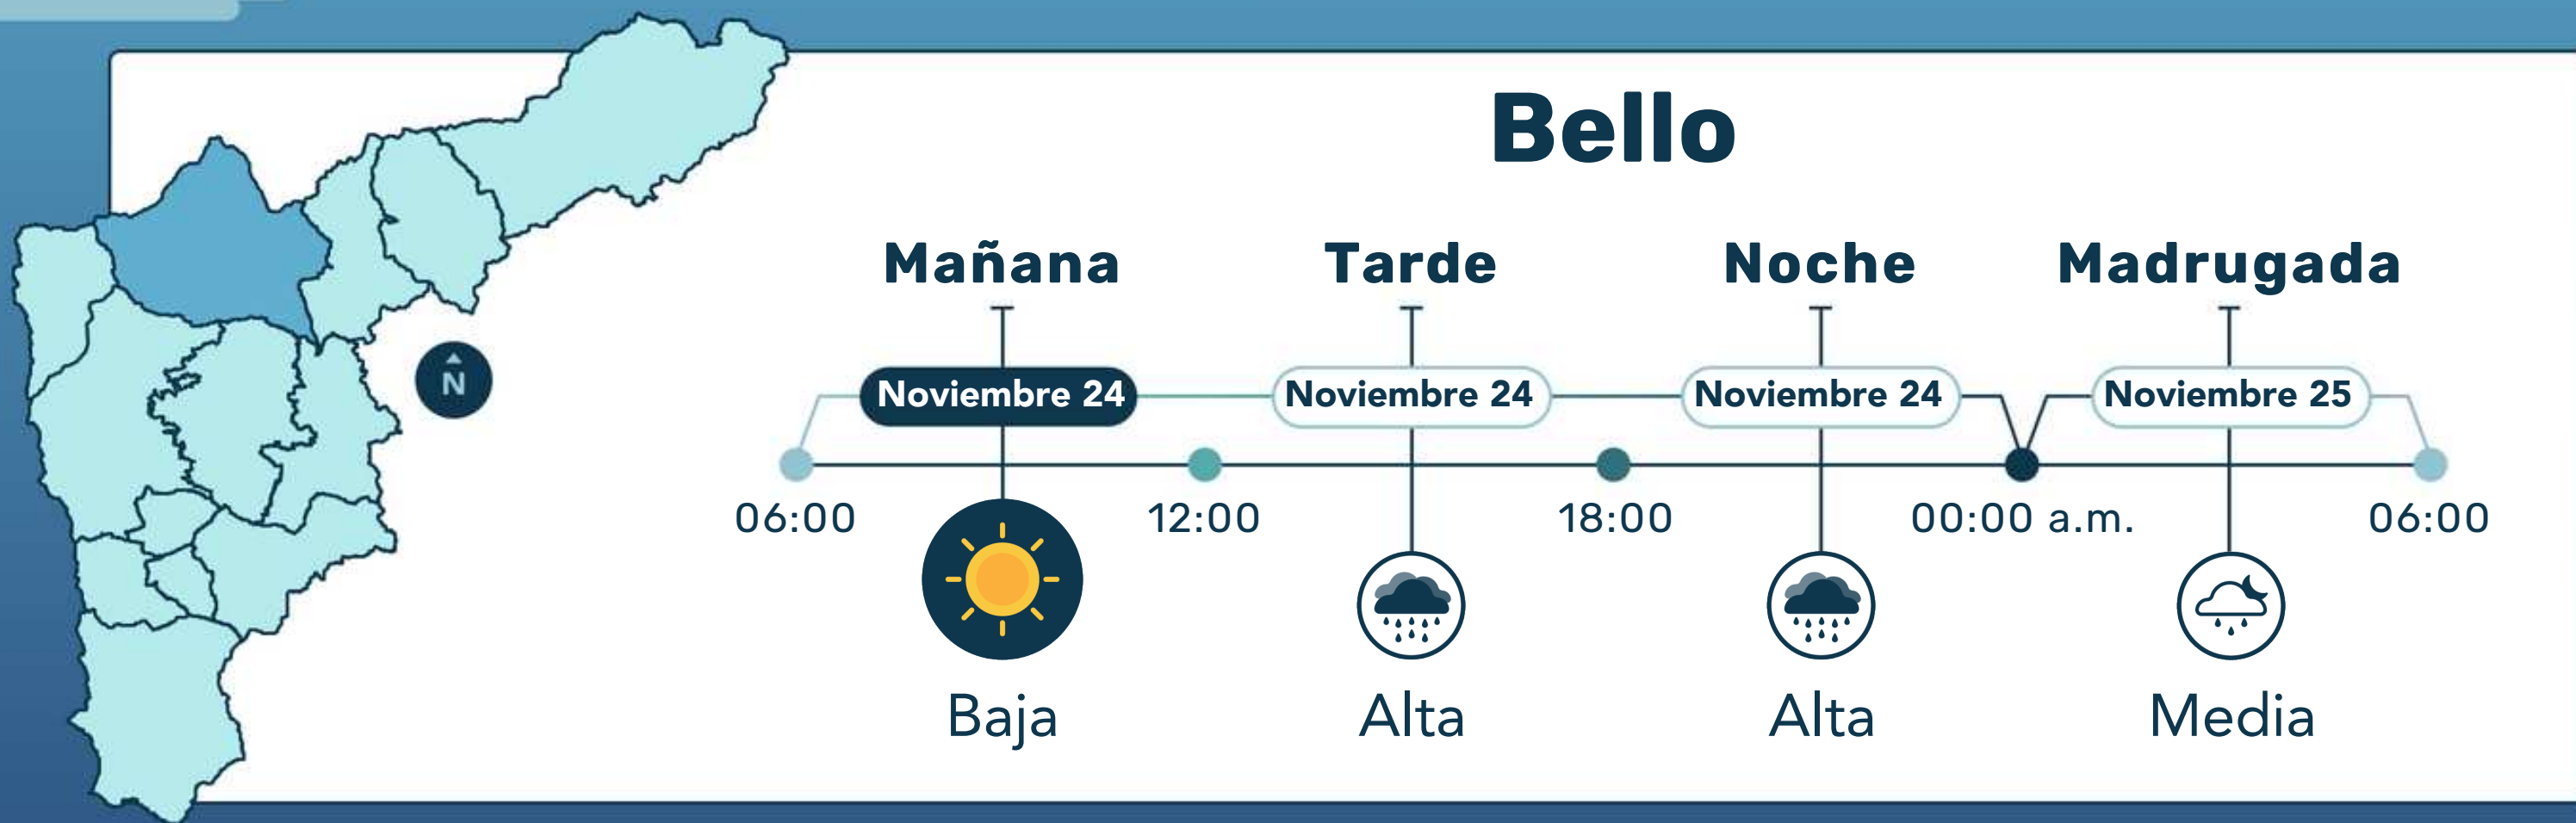 Bello
Mañana Tarde Noche Madrugada
N
Noviembre 24 Noviembre 24 Noviembre 24 Noviembre 25
06:00 12:00 18:00 00:00 a.m. 06:00
Baja Alta Alta Media